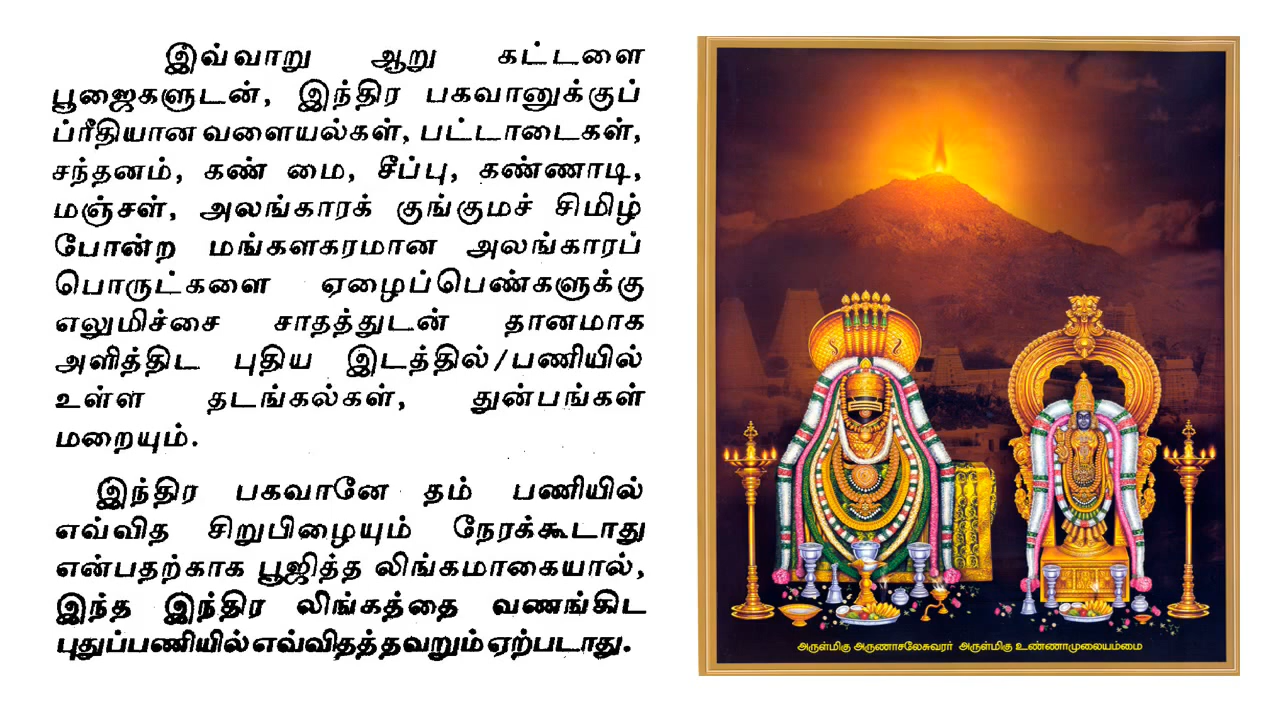 இவ்வாறு ஆறு கட்டளை
பூஜைகளுடன், இந்திர பகவானுக்குப்
ப்ரீதியான வளையல்கள், பட்டாடைகள்,
சந்தனம், கண் மை, சீப்பு, கண்ணாடி,
மஞ்சள், அலங்காரக் குங்குமச் சிமிழ்
போன்ற மங்களகரமான அலங்காரப்
பொருட்களை ஏழைப்பெண்களுக்கு
எலுமிச்சை சாதத்துடன் தானமாக
அளித்திட புதிய இடத்தில்/பணியில்
உள்ள தடங்கல்கள், துன்பங்கள்
மறையும்.
இந்திர பகவானே தம் பணியில்
எவ்வித சிறுபிழையும் நேரக்கூடாது
என்பதற்காக பூஜித்த லிங்கமாகையால்,
இந்த இந்திர லிங்கத்தை வணங்கிட
புதுப்பணியில் எவ்விதத்தவறும் ஏற்படாது.
அருள்மிகு அருணாசலேசுவரர் அருள்மிகு உண்ணாமுலையம்மை